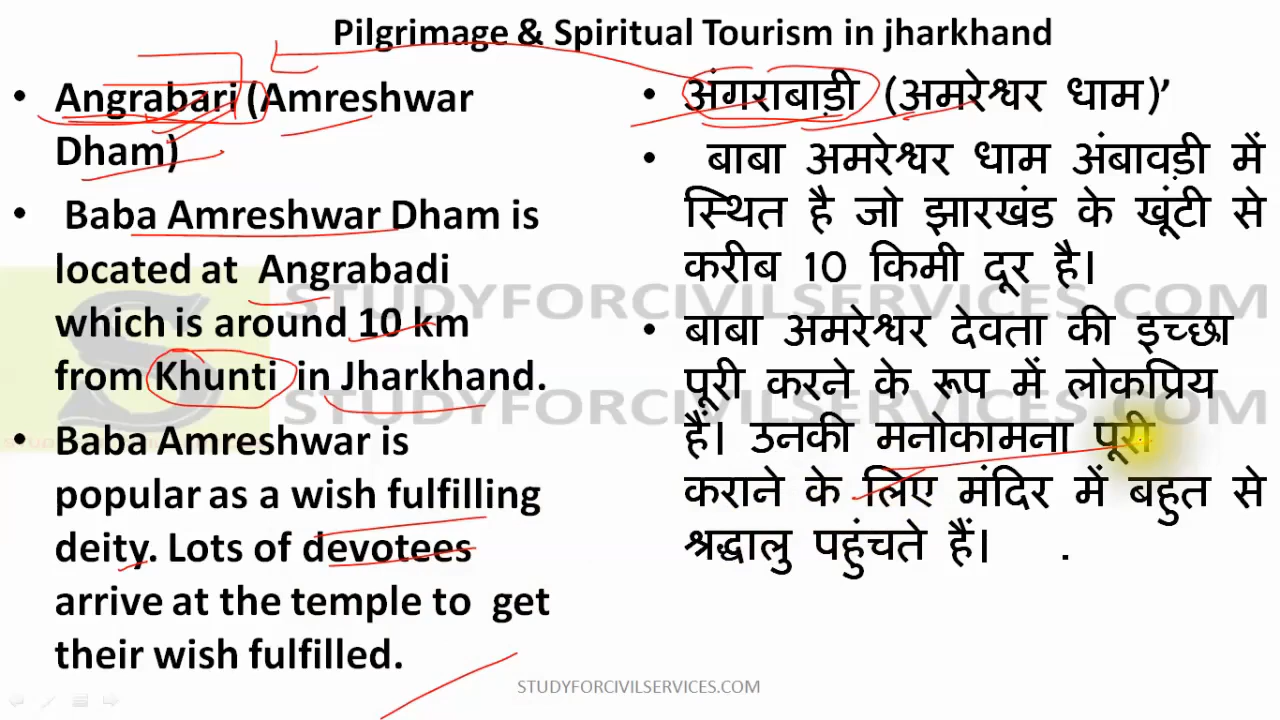 Pilgrimage & Spiritual Tourism in jharkhand
• Angrabari (Amreshwar
Dham)
• Baba Amreshwar Dham is
located at Angrabadi
which is around 10 km
from Khunti in Jharkhand.
• Baba Amreshwar is
popular as a wish fulfilling
deity. Lots of devotees
arrive at the temple to get
their wish fulfilled.
• अंगराबाड़ी (अमरेश्वर धाम)’
• बाबा अमरेश्वर धाम अंबावड़ी में
स्थित है जो झारखंड के खूंटी से
करीब 10 किमी दूर है।
• बाबा अमरेश्वर देवता की इच्छा
पूरी करने के रूप में लोकप्रिय
हैं। उनकी मनोकामना पूरी
कराने के लिए मंदिर में बहुत से
श्रद्धालु पहुंचते हैं। .
STUDYFORCIVILSERVICES.COM
STUDYFORCIVILSERVICES.COM
STUDYFORCIVILSERVICES.COM